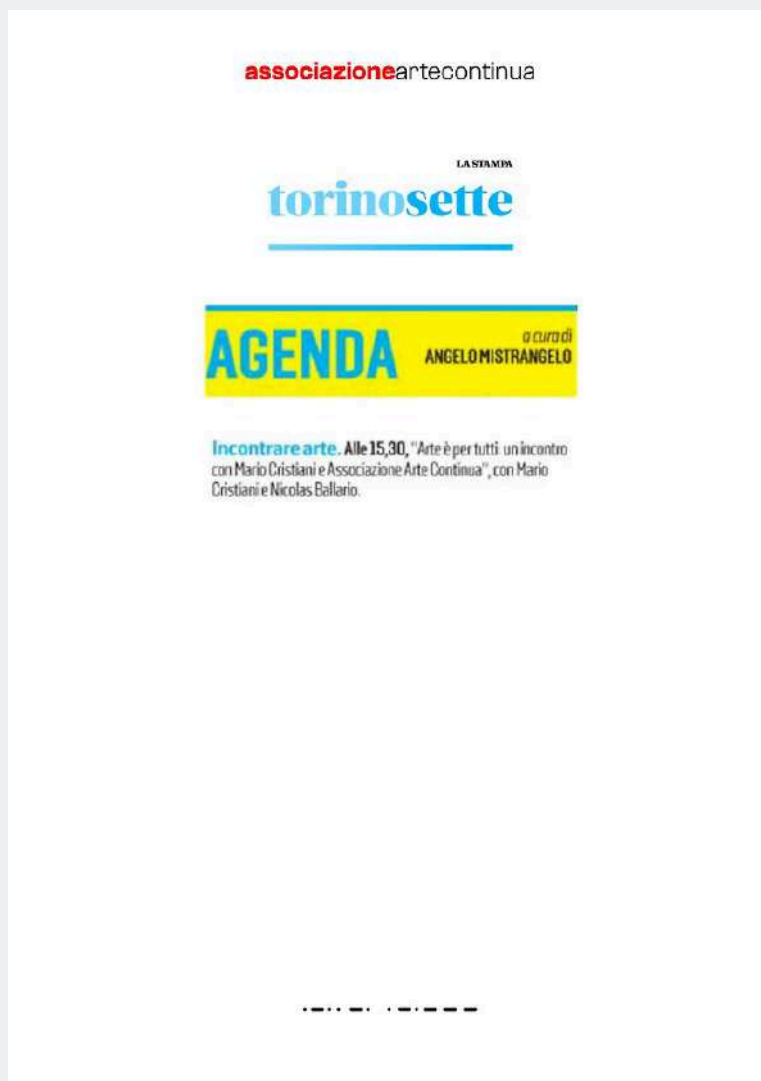 associazioneartecontinua
LA STAMPA
torinosette
AGENDA
a cura di
ANGELO MISTRANGELO
Incontrare arte. Alle 15,30, "Arte è per tutti: un incontro
con Mario Cristiani e Associazione Arte Continua", con Mario
Cristiani e Nicolas Ballario.